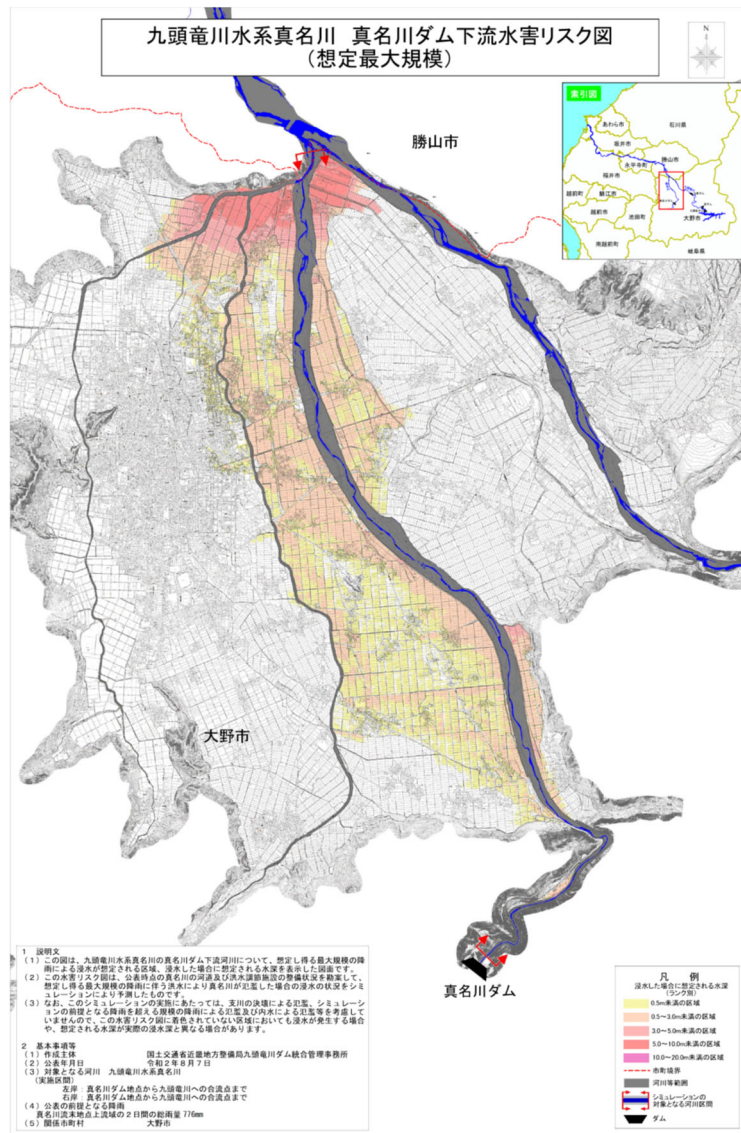 九頭竜川水系真名川 真名川ダム下流水害リスク図
（想定最大規模）
N
索引図
あわら市
石川県
坂井市
永平寺町
勝山市
福井市
越前町
鯖江市
越前市
池田町
大野市
南越前町
岐阜県
勝山市
大野市
真名川ダム
1 説明文
（1）この図は、九頭竜川水系真名川の真名川ダム下流河川について、想定し得る最大規模の降
雨による浸水が想定される区域、浸水した場合に想定される水深を表示した図面です。
（2）この水害リスク図は、公表時点の真名川の河道及び洪水調節施設の整備状況を勘案して、
想定し得る最大規模の降雨に伴う洪水により真名川が氾濫した場合の浸水の状況をシ
ミュレーションにより予測したものです。
（3）なお、このシミュレーションの実施にあたっては、支川の決壊による氾濫、シミュレーショ
ンの前提となる降雨を超える規模の降雨による氾濫及び内水による氾濫等を考慮して
いませんので、この水害リスク図に着色されていない区域においても浸水が発生する場合
や、想定される水深が実際の浸水深と異なる場合があります。
2 基本事項等
（1）作成主体 国土交通省近畿地方整備局九頭竜川ダム統合管理事務所
（2）公表年月日 令和2年8月7日
（3）対象となる河川 九頭竜川水系真名川
（実施区間）
左岸：真名川ダム地点から九頭竜川への合流点まで
右岸：真名川ダム地点から九頭竜川への合流点まで
（4）公表の前提となる降雨
真名川流末地点上流域の2日間の総雨量 776mm
（5）関係市町村 大野市
凡 例
浸水した場合に想定される水深
（ランク別）
0.5m未満の区域
0.5～3.0m未満の区域
3.0～5.0m未満の区域
5.0～10.0m未満の区域
10.0～20.0m未満の区域
市町境界
河川等範囲
シミュレーションの
対象となる河川区間
ダム